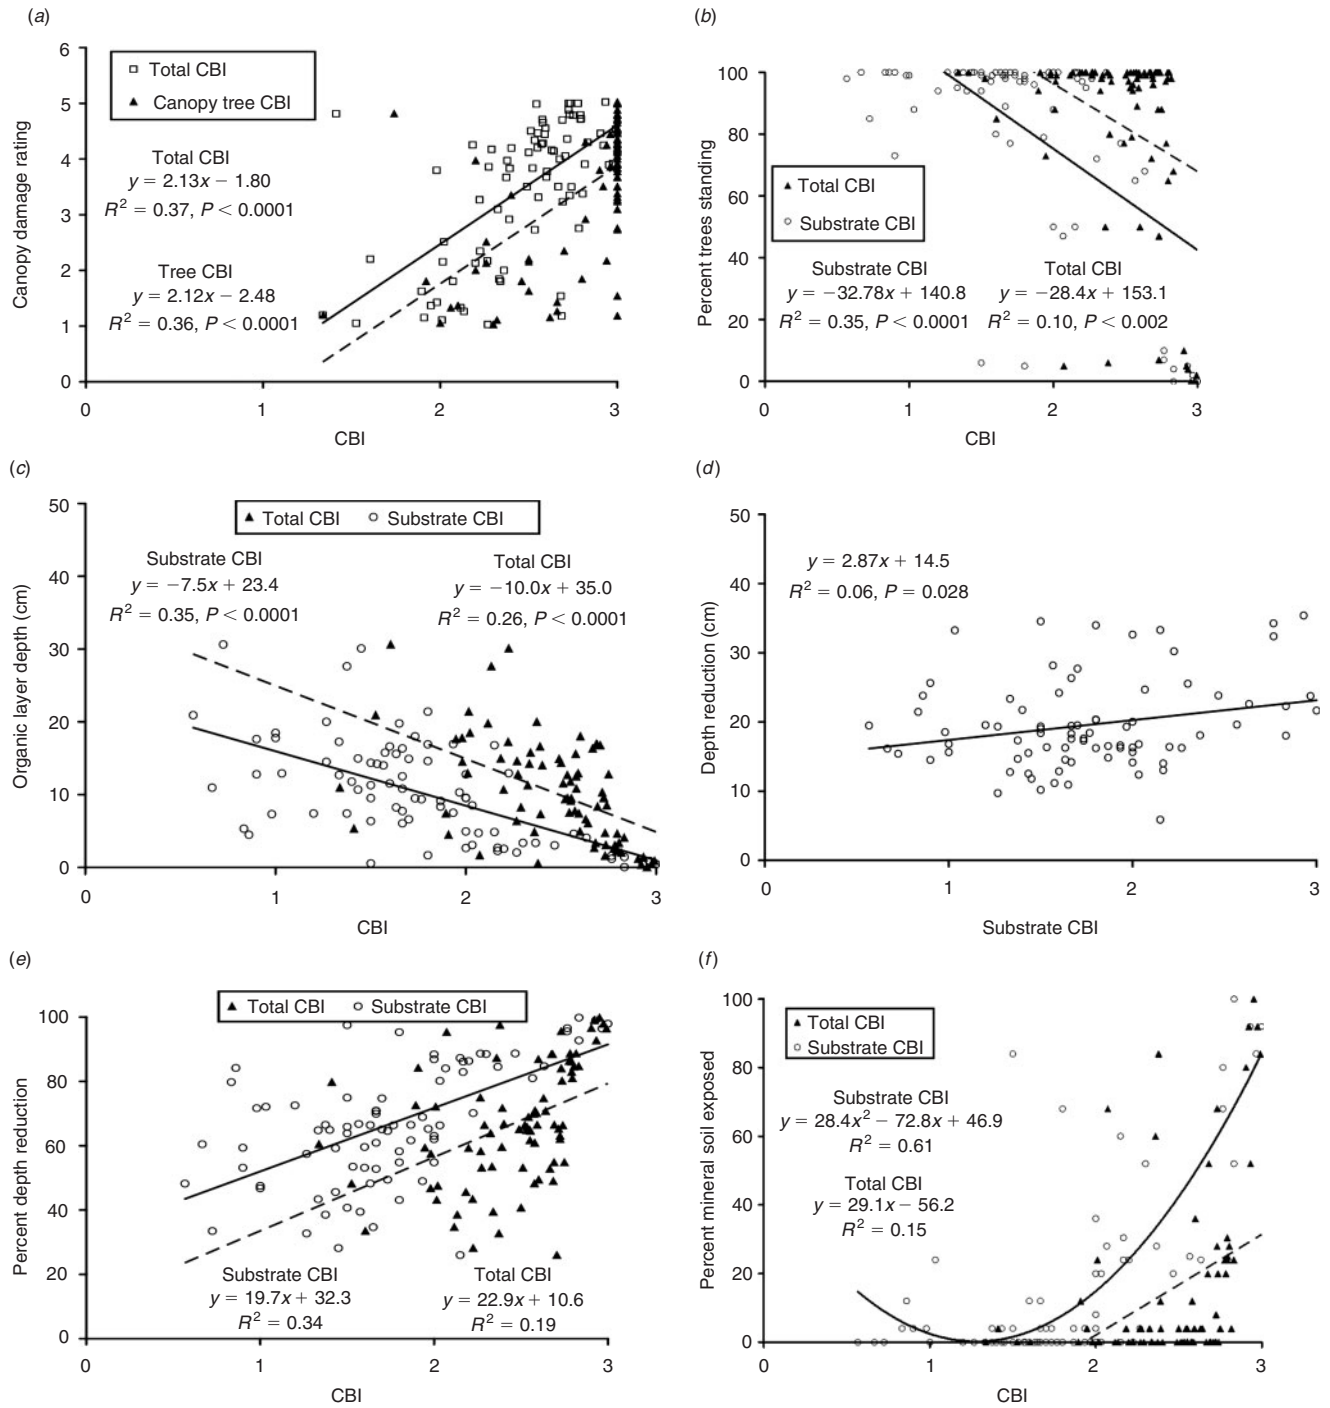 (a)
6
5
4
3
2
1
0
0
1
2
3
Canopy damage rating
CBI
Total CBI
Canopy tree CBI
Total CBI
y = 2.13x − 1.80
R² = 0.37, P < 0.0001
Tree CBI
y = 2.12x − 2.48
R² = 0.36, P < 0.0001
(b)
100
80
60
40
20
0
0
1
2
3
Percent trees standing
CBI
Total CBI
Substrate CBI
Substrate CBI
y = −32.78x + 140.8
R² = 0.35, P < 0.0001
Total CBI
y = −28.4x + 153.1
R² = 0.10, P < 0.002
(c)
50
40
30
20
10
0
0
1
2
3
Organic layer depth (cm)
CBI
Total CBI
Substrate CBI
Substrate CBI
y = −7.5x + 23.4
R² = 0.35, P < 0.0001
Total CBI
y = −10.0x + 35.0
R² = 0.26, P < 0.0001
(d)
50
40
30
20
10
0
0
1
2
3
Depth reduction (cm)
Substrate CBI
y = 2.87x + 14.5
R² = 0.06, P = 0.028
(e)
100
80
60
40
20
0
0
1
2
3
Percent depth reduction
CBI
Total CBI
Substrate CBI
Substrate CBI
y = 19.7x + 32.3
R² = 0.34
Total CBI
y = 22.9x + 10.6
R² = 0.19
(f)
100
80
60
40
20
0
0
1
2
3
Percent mineral soil exposed
CBI
Total CBI
Substrate CBI
Substrate CBI
y = 28.4x² − 72.8x + 46.9
R² = 0.61
Total CBI
y = 29.1x − 56.2
R² = 0.15